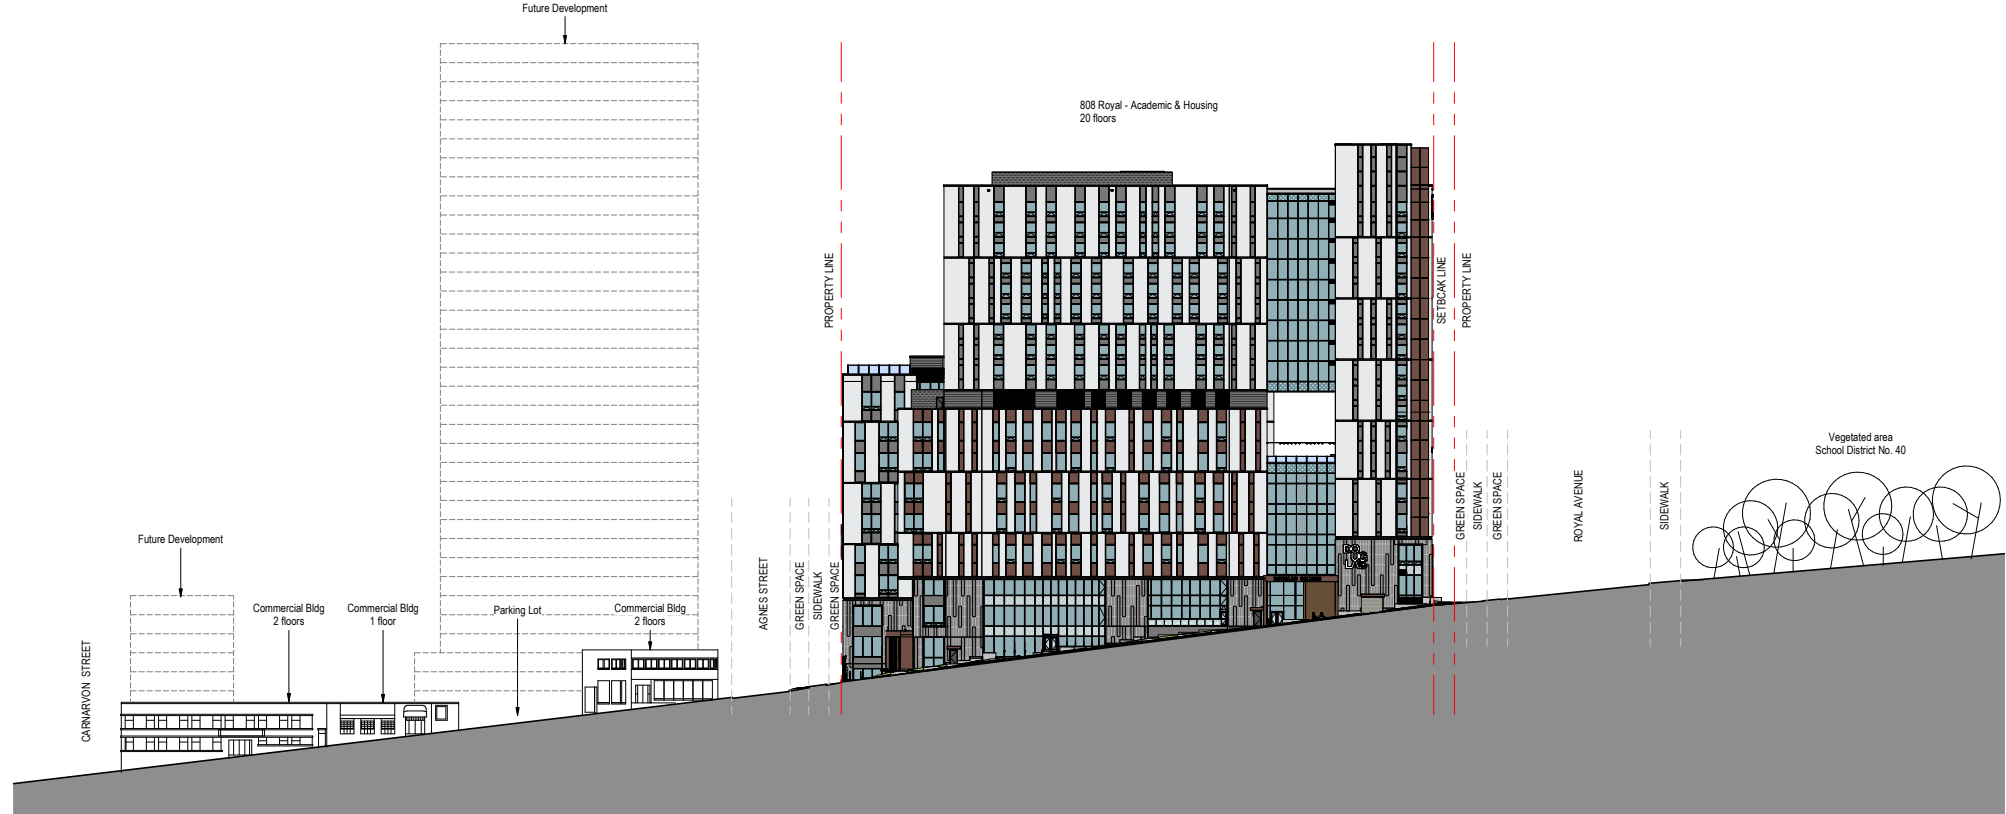 Future Development
808 Royal - Academic & Housing
20 floors
PROPERTY LINE
SETBCAK LINE
PROPERTY LINE
Vegetated area
School District No. 40
GREEN SPACE
SIDEWALK
GREEN SPACE
ROYAL AVENUE
SIDEWALK
Future Development
AGNES STREET
GREEN SPACE
SIDEWALK
GREEN SPACE
Commercial Bldg
2 floors
Commercial Bldg
1 floor
Parking Lot
Commercial Bldg
2 floors
CARNARVON STREET